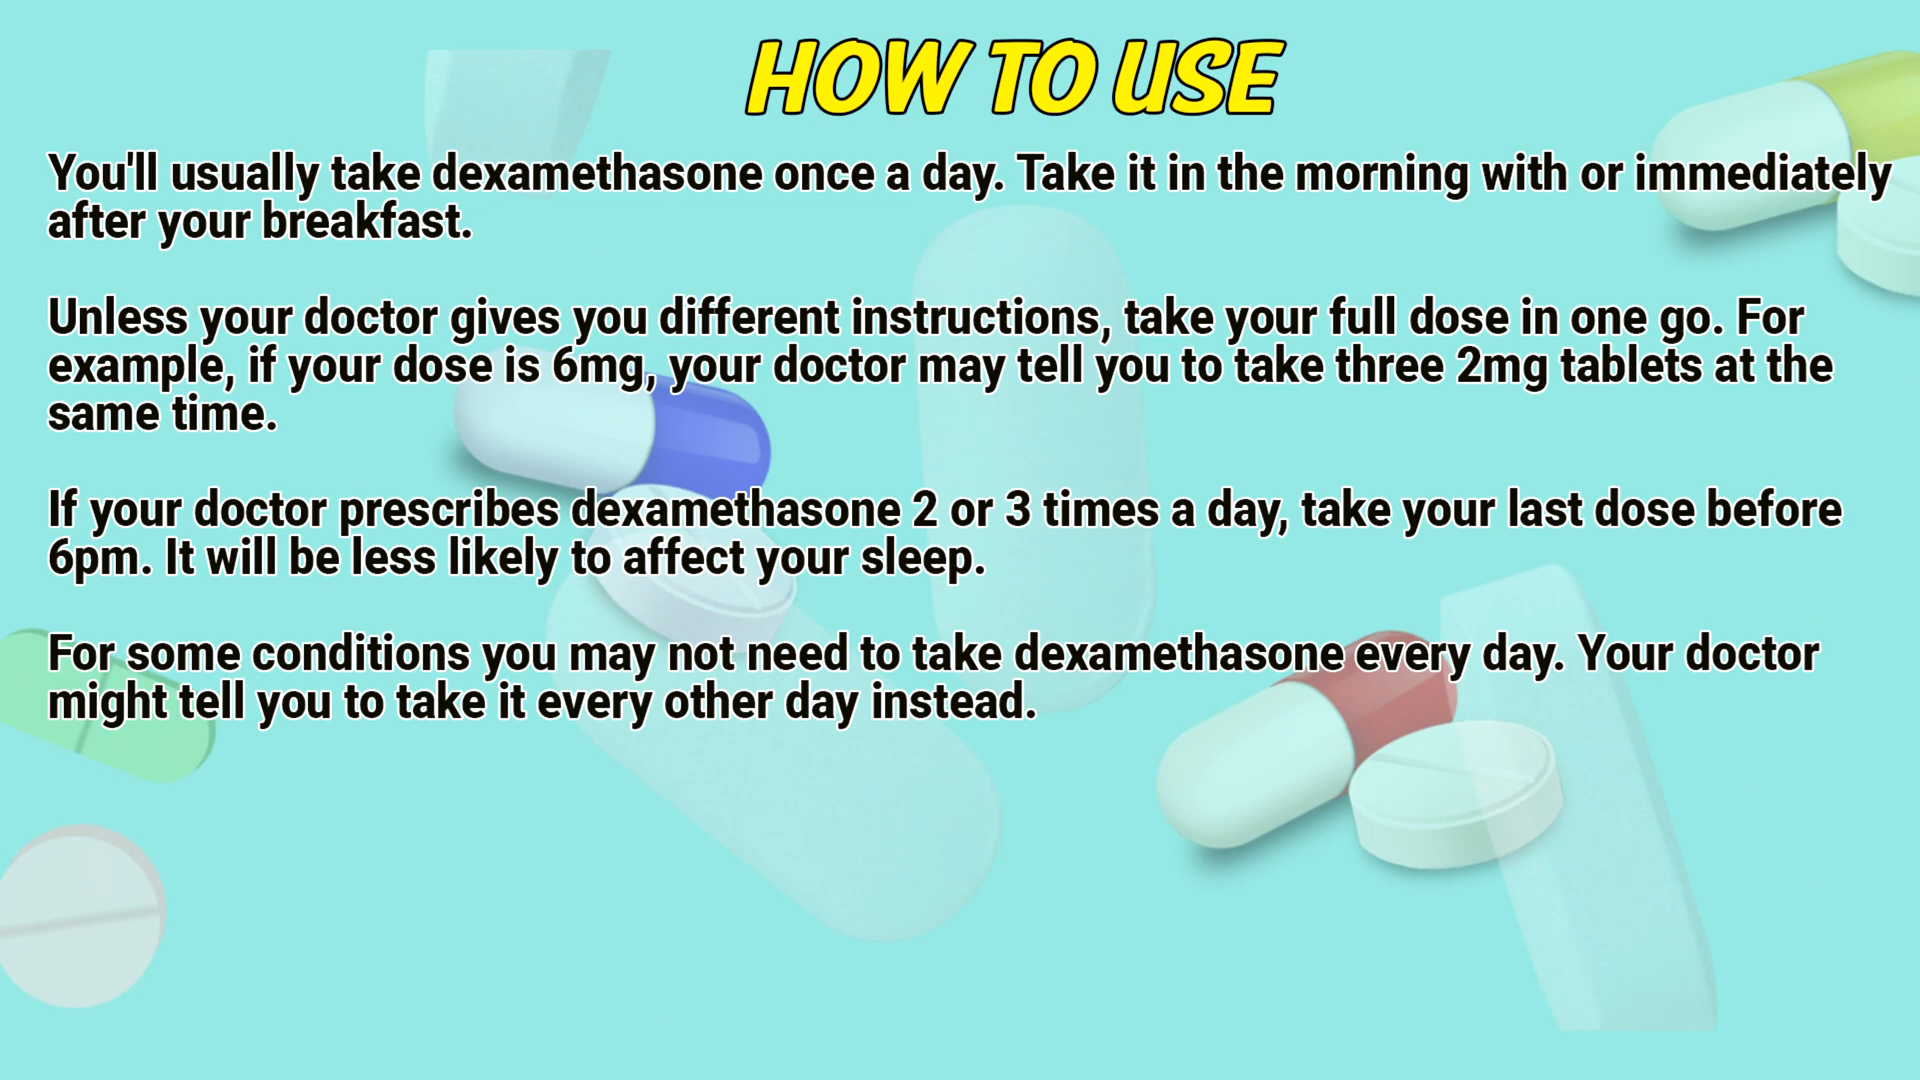 HOW TO USE
You'll usually take dexamethasone once a day. Take it in the morning with or immediately
after your breakfast.
Unless your doctor gives you different instructions, take your full dose in one go. For
example, if your dose is 6mg, your doctor may tell you to take three 2mg tablets at the
same time.
If your doctor prescribes dexamethasone 2 or 3 times a day, take your last dose before
6pm. It will be less likely to affect your sleep.
For some conditions you may not need to take dexamethasone every day. Your doctor
might tell you to take it every other day instead.